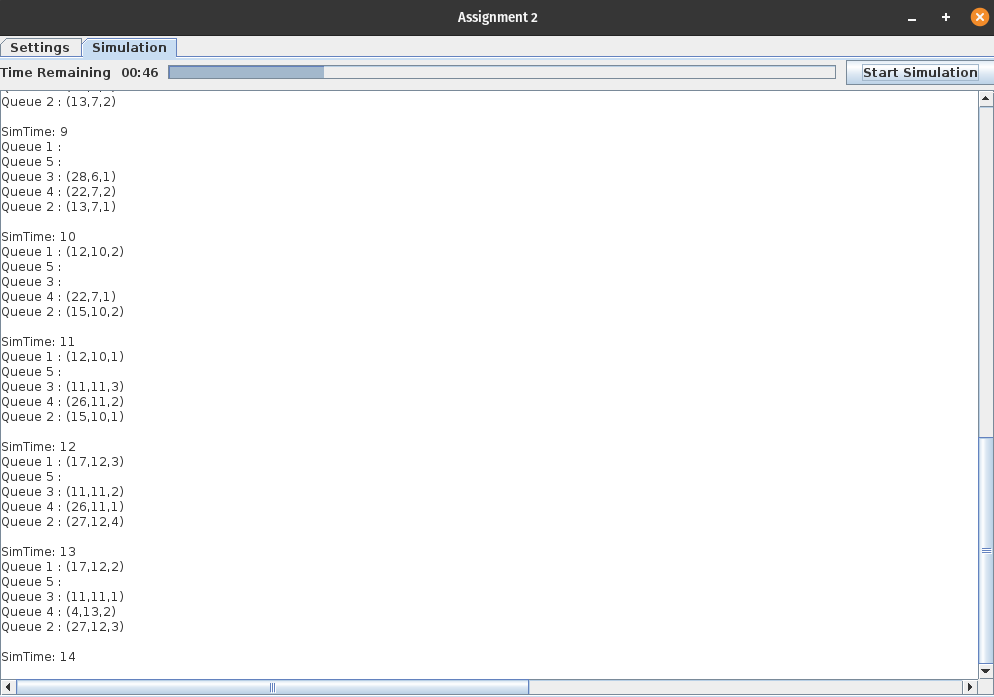 Assignment 2
Settings
Simulation
Time Remaining 00:46
Start Simulation
Queue 2 : (13,7,2)
SimTime: 9
Queue 1 :
Queue 5 :
Queue 3 : (28,6,1)
Queue 4 : (22,7,2)
Queue 2 : (13,7,1)
SimTime: 10
Queue 1 : (12,10,2)
Queue 5 :
Queue 3 :
Queue 4 : (22,7,1)
Queue 2 : (15,10,2)
SimTime: 11
Queue 1 : (12,10,1)
Queue 5 :
Queue 3 : (11,11,3)
Queue 4 : (26,11,2)
Queue 2 : (15,10,1)
SimTime: 12
Queue 1 : (17,12,3)
Queue 5 :
Queue 3 : (11,11,2)
Queue 4 : (26,11,1)
Queue 2 : (27,12,4)
SimTime: 13
Queue 1 : (17,12,2)
Queue 5 :
Queue 3 : (11,11,1)
Queue 4 : (4,13,2)
Queue 2 : (27,12,3)
SimTime: 14